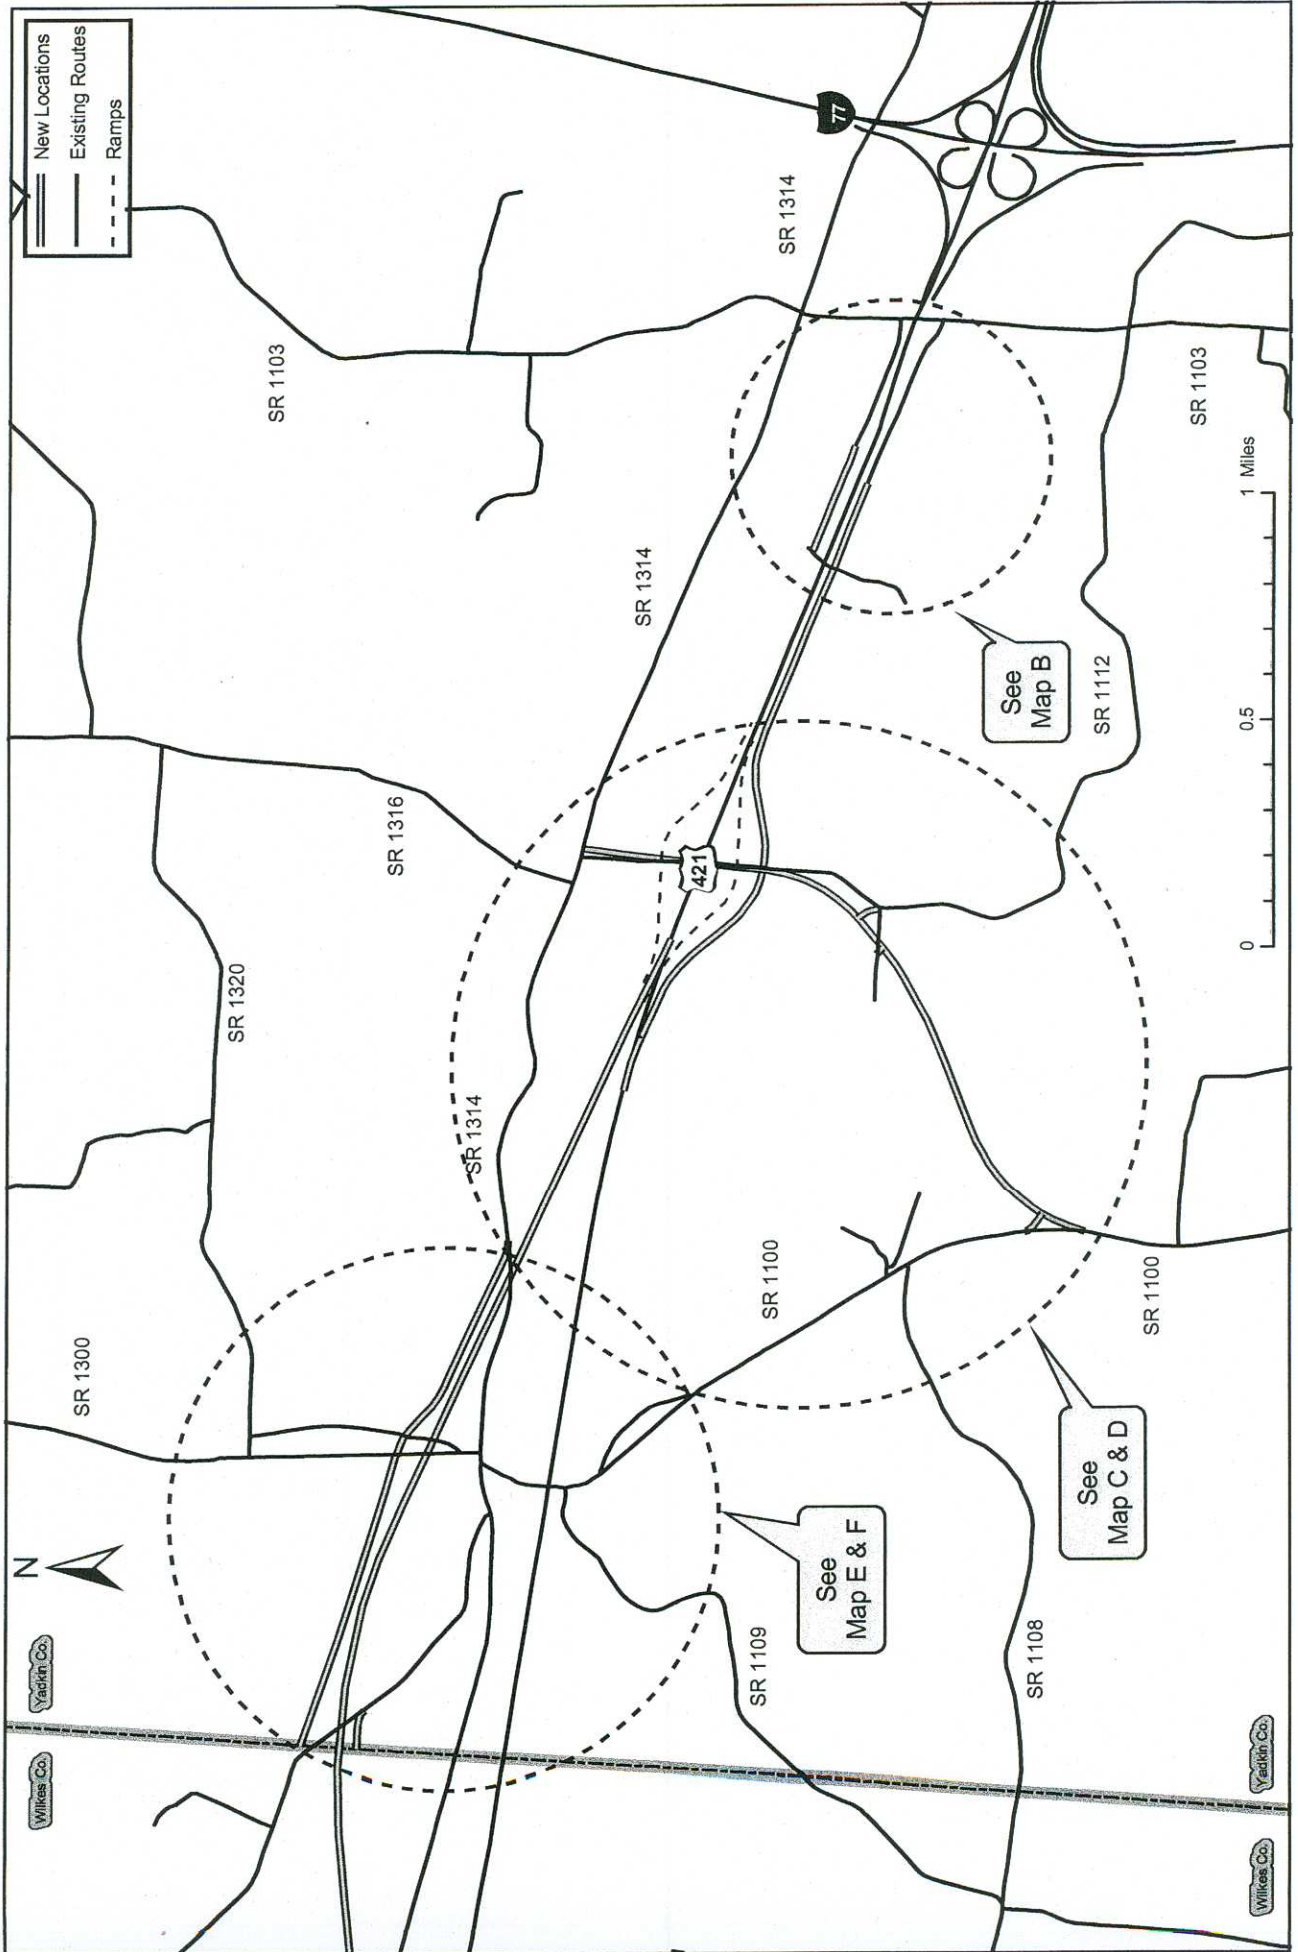 New Locations
Existing Routes
Ramps
N
Wilkes Co.
Yadkin Co.
SR 1300
SR 1320
SR 1316
SR 1103
SR 1314
SR 1314
SR 1314
77
421
SR 1100
SR 1109
See
Map E & F
See
Map B
SR 1112
SR 1108
See
Map C & D
SR 1100
SR 1103
0
0.5
1 Miles
Wilkes Co.
Yadkin Co.